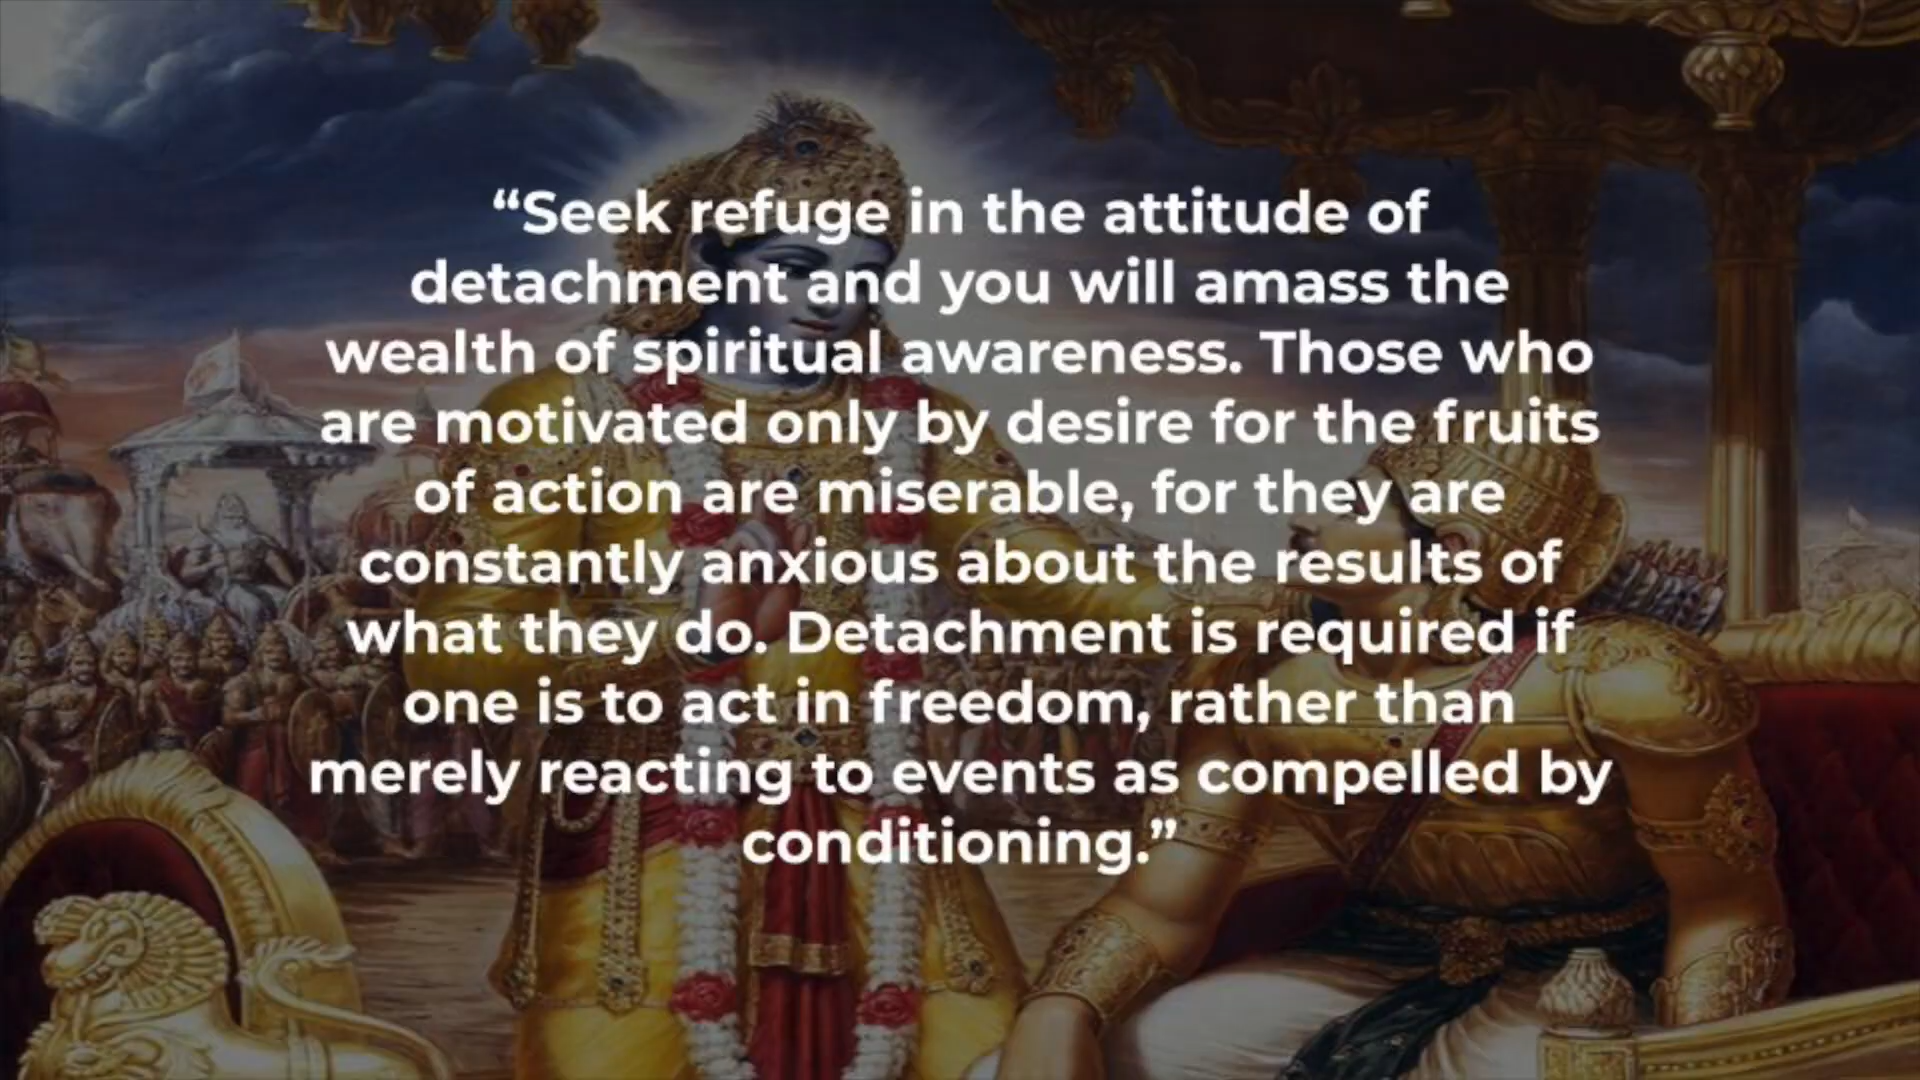 “Seek refuge in the attitude of
detachment and you will amass the
wealth of spiritual awareness. Those who
are motivated only by desire for the fruits
of action are miserable, for they are
constantly anxious about the results of
what they do. Detachment is required if
one is to act in freedom, rather than
merely reacting to events as compelled by
conditioning.”